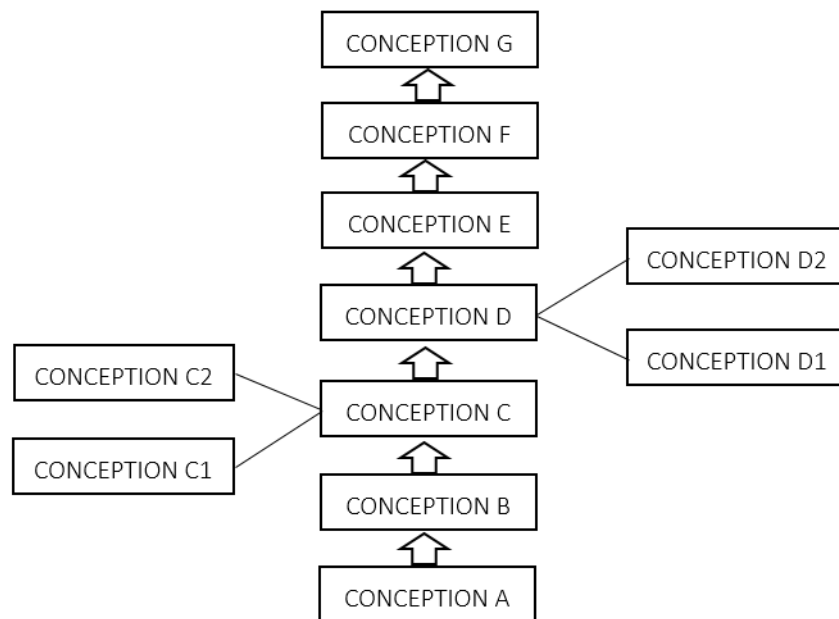 CONCEPTION G
CONCEPTION F
CONCEPTION E
CONCEPTION D2
CONCEPTION D
CONCEPTION D1
CONCEPTION C2
CONCEPTION C
CONCEPTION C1
CONCEPTION B
CONCEPTION A